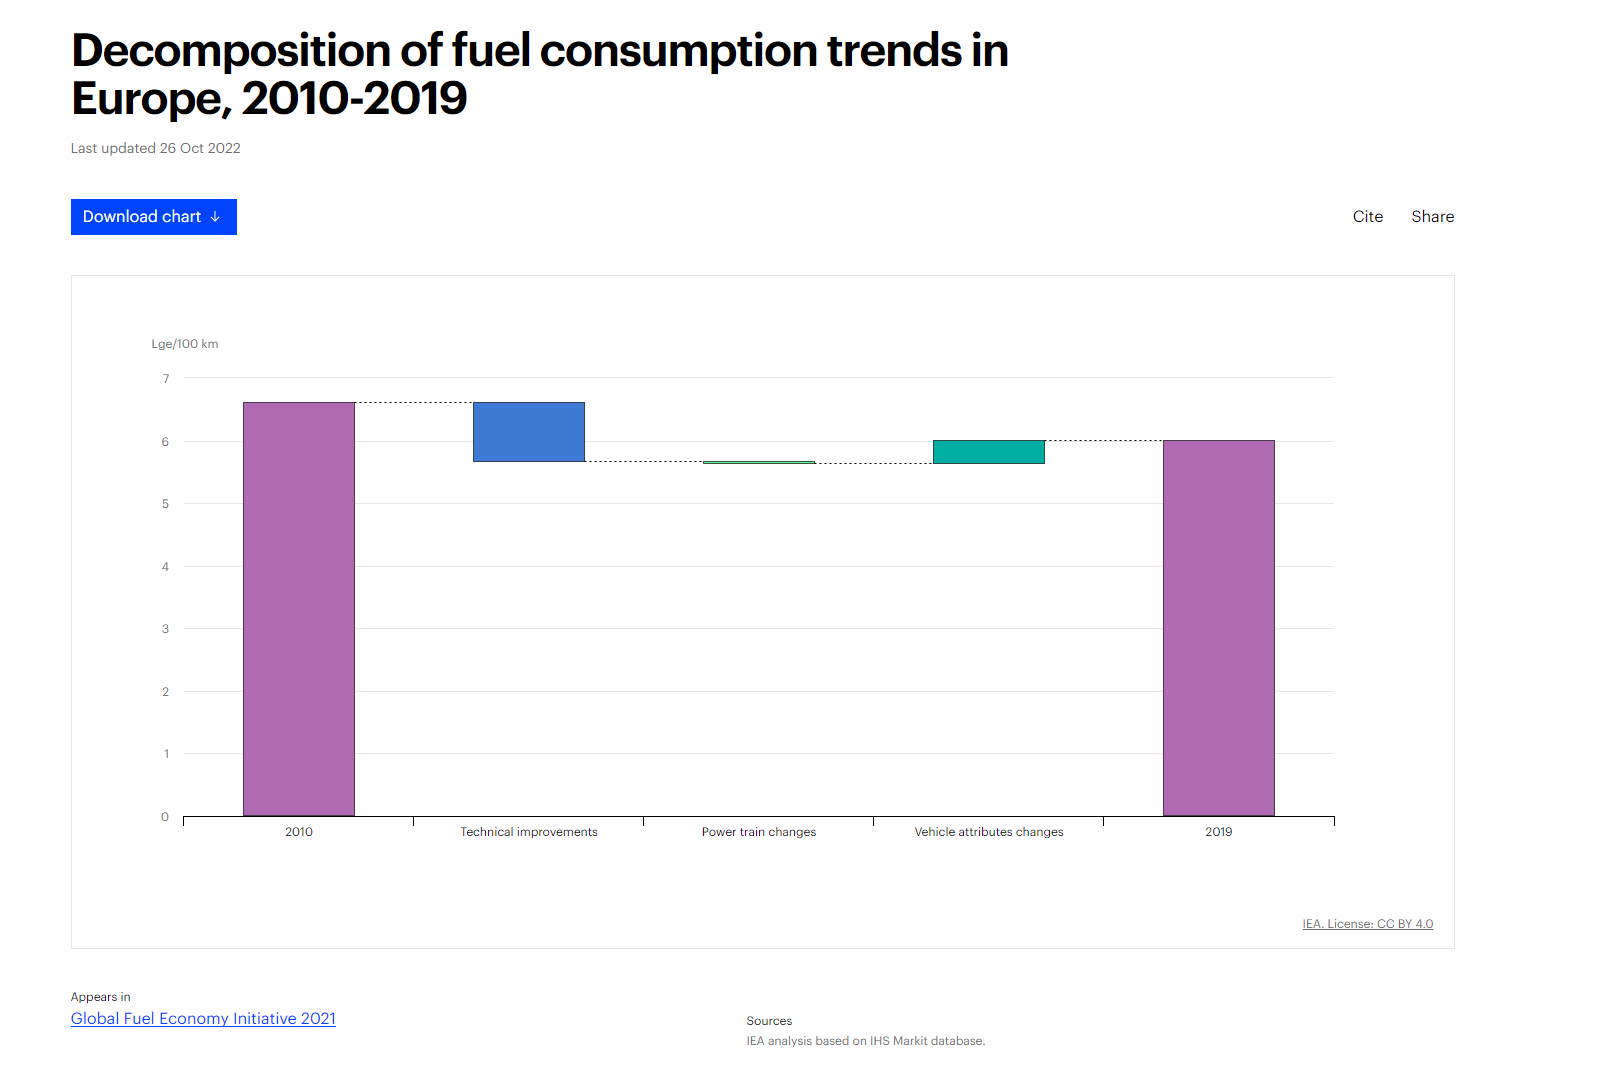 Decomposition of fuel consumption trends in
Europe, 2010-2019
Last updated 26 Oct 2022
Download chart ↓
Cite
Share
Lge/100 km
7
6
5
4
3
2
1
0
2010
Technical improvements
Power train changes
Vehicle attributes changes
2019
IEA. License: CC BY 4.0
Appears in
Global Fuel Economy Initiative 2021
Sources
IEA analysis based on IHS Markit database.